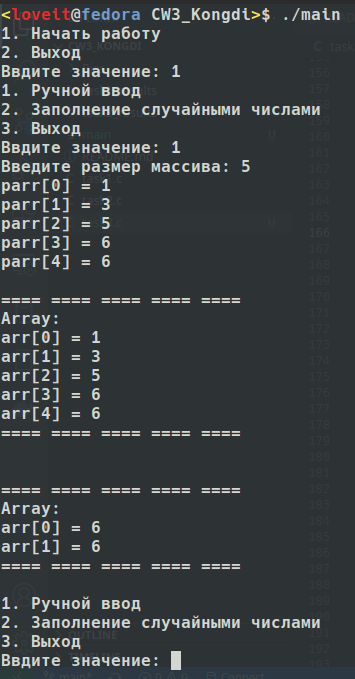 <loveit@fedora CW3_Kongdi>$ ./main
1. Начать работу
2. Выход
Ввдите значение: 1
1. Ручной ввод
2. Заполнение случайными числами
3. Выход
Ввдите значение: 1
Введите размер массива: 5
parr[0] = 1
parr[1] = 3
parr[2] = 5
parr[3] = 6
parr[4] = 6
==== ==== ==== ==== ====
Array:
arr[0] = 1
arr[1] = 3
arr[2] = 5
arr[3] = 6
arr[4] = 6
==== ==== ==== ==== ====
==== ==== ==== ==== ====
Array:
arr[0] = 6
arr[1] = 6
==== ==== ==== ==== ====
1. Ручной ввод
2. Заполнение случайными числами
3. Выход
Ввдите значение: